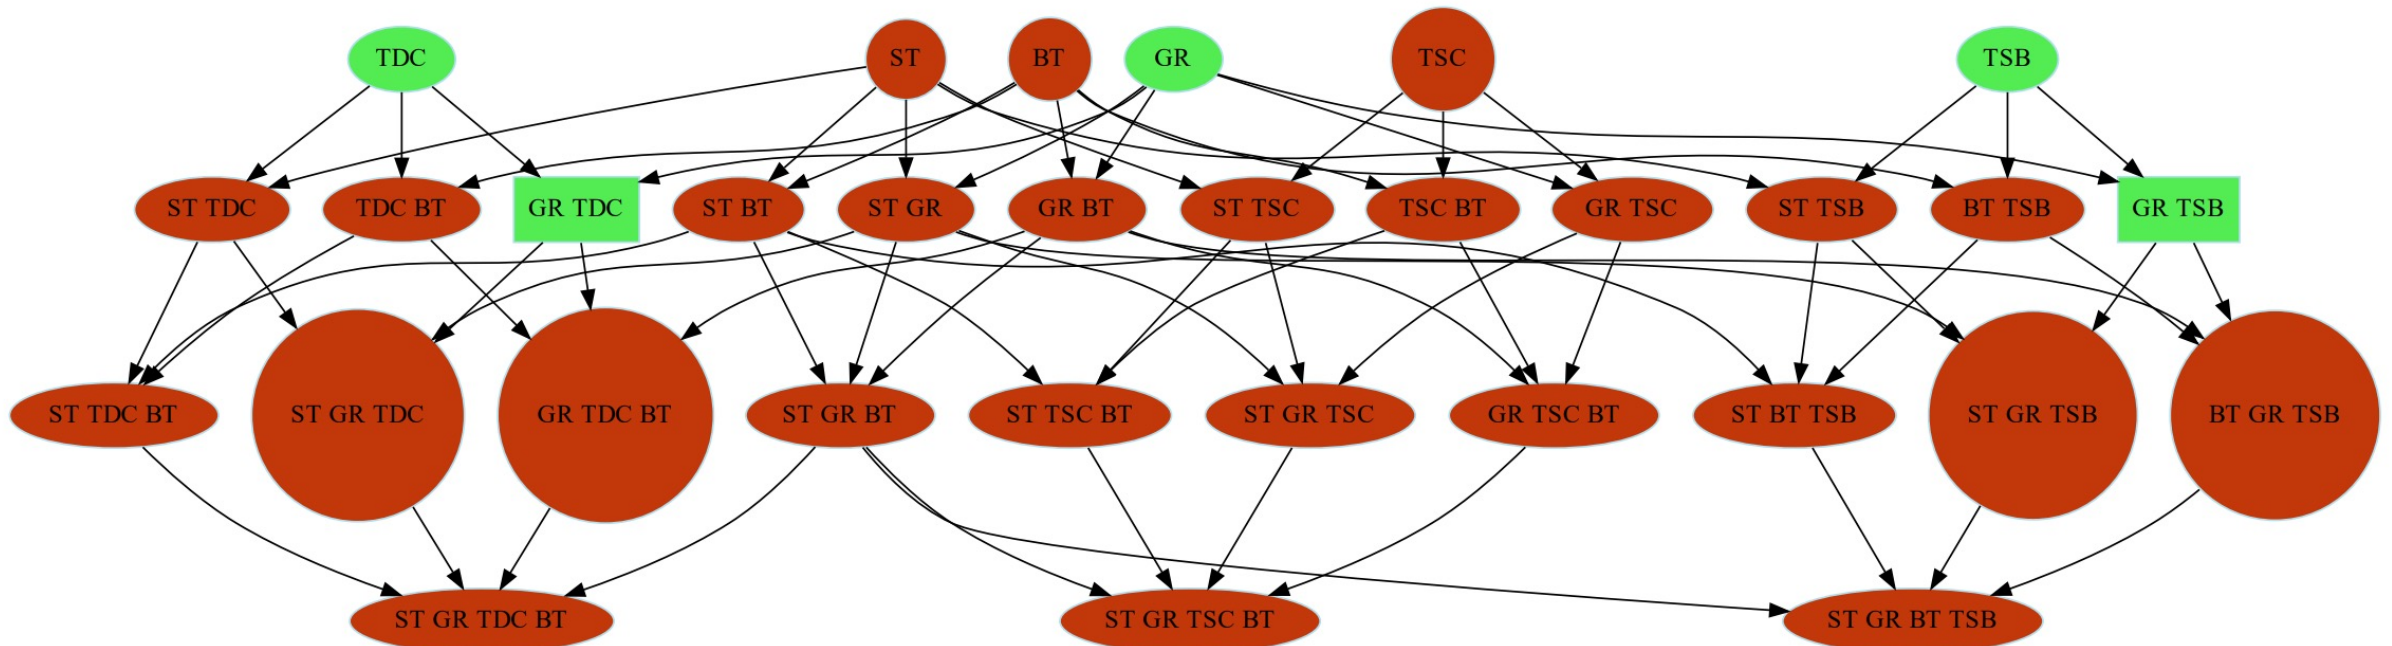 TDC
ST
BT
GR
TSC
TSB
ST TDC
TDC BT
GR TDC
ST BT
ST GR
GR BT
ST TSC
TSC BT
GR TSC
ST TSB
BT TSB
GR TSB
ST TDC BT
ST GR TDC
GR TDC BT
ST GR BT
ST TSC BT
ST GR TSC
GR TSC BT
ST BT TSB
ST GR TSB
BT GR TSB
ST GR TDC BT
ST GR TSC BT
ST GR BT TSB